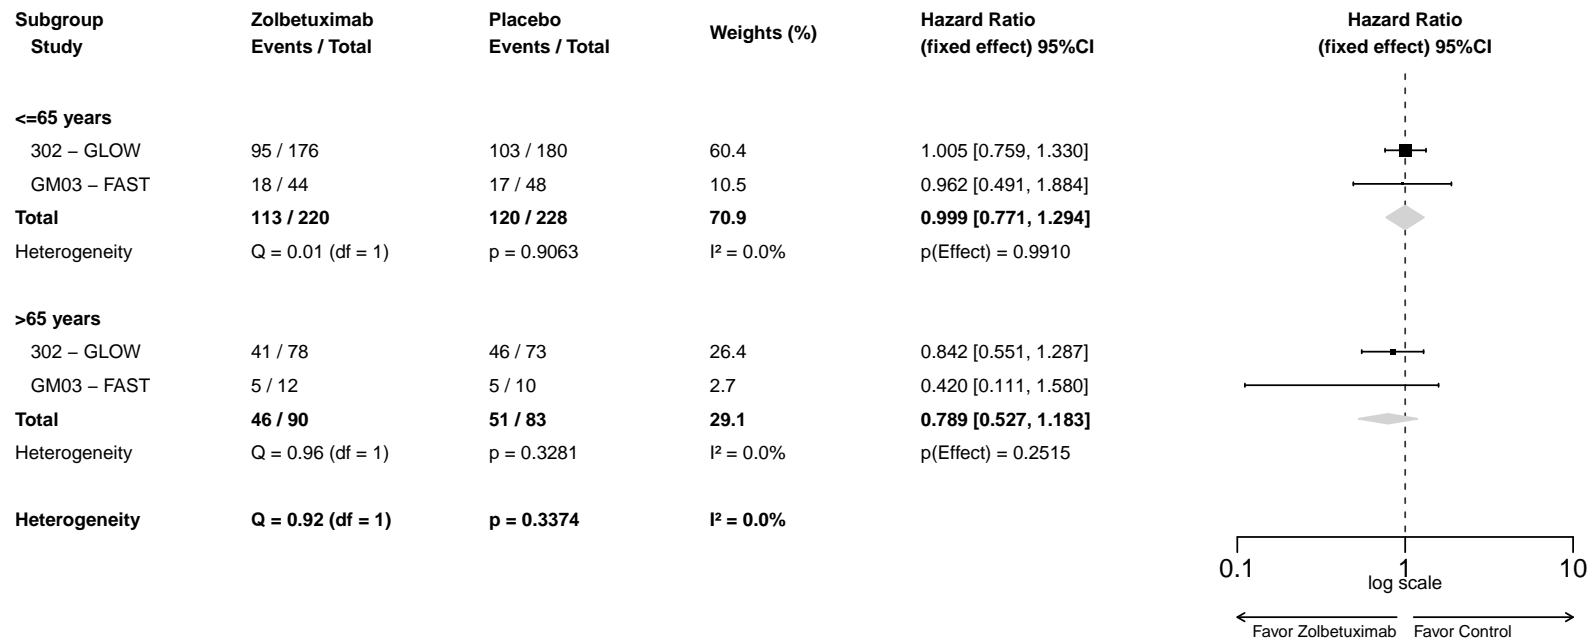 Subgroup Zolbetuximab Placebo Weights (%) Hazard Ratio Hazard Ratio
Study Events / Total Events / Total (fixed effect) 95%CI (fixed effect) 95%CI
<=65 years
302 – GLOW 95 / 176 103 / 180 60.4 1.005 [0.759, 1.330]
GM03 – FAST 18 / 44 17 / 48 10.5 0.962 [0.491, 1.884]
Total 113 / 220 120 / 228 70.9 0.999 [0.771, 1.294]
Heterogeneity Q = 0.01 (df = 1) p = 0.9063 I² = 0.0% p(Effect) = 0.9910
>65 years
302 – GLOW 41 / 78 46 / 73 26.4 0.842 [0.551, 1.287]
GM03 – FAST 5 / 12 5 / 10 2.7 0.420 [0.111, 1.580]
Total 46 / 90 51 / 83 29.1 0.789 [0.527, 1.183]
Heterogeneity Q = 0.96 (df = 1) p = 0.3281 I² = 0.0% p(Effect) = 0.2515
Heterogeneity Q = 0.92 (df = 1) p = 0.3374 I² = 0.0%
0.1 1 10
log scale
Favor Zolbetuximab Favor Control